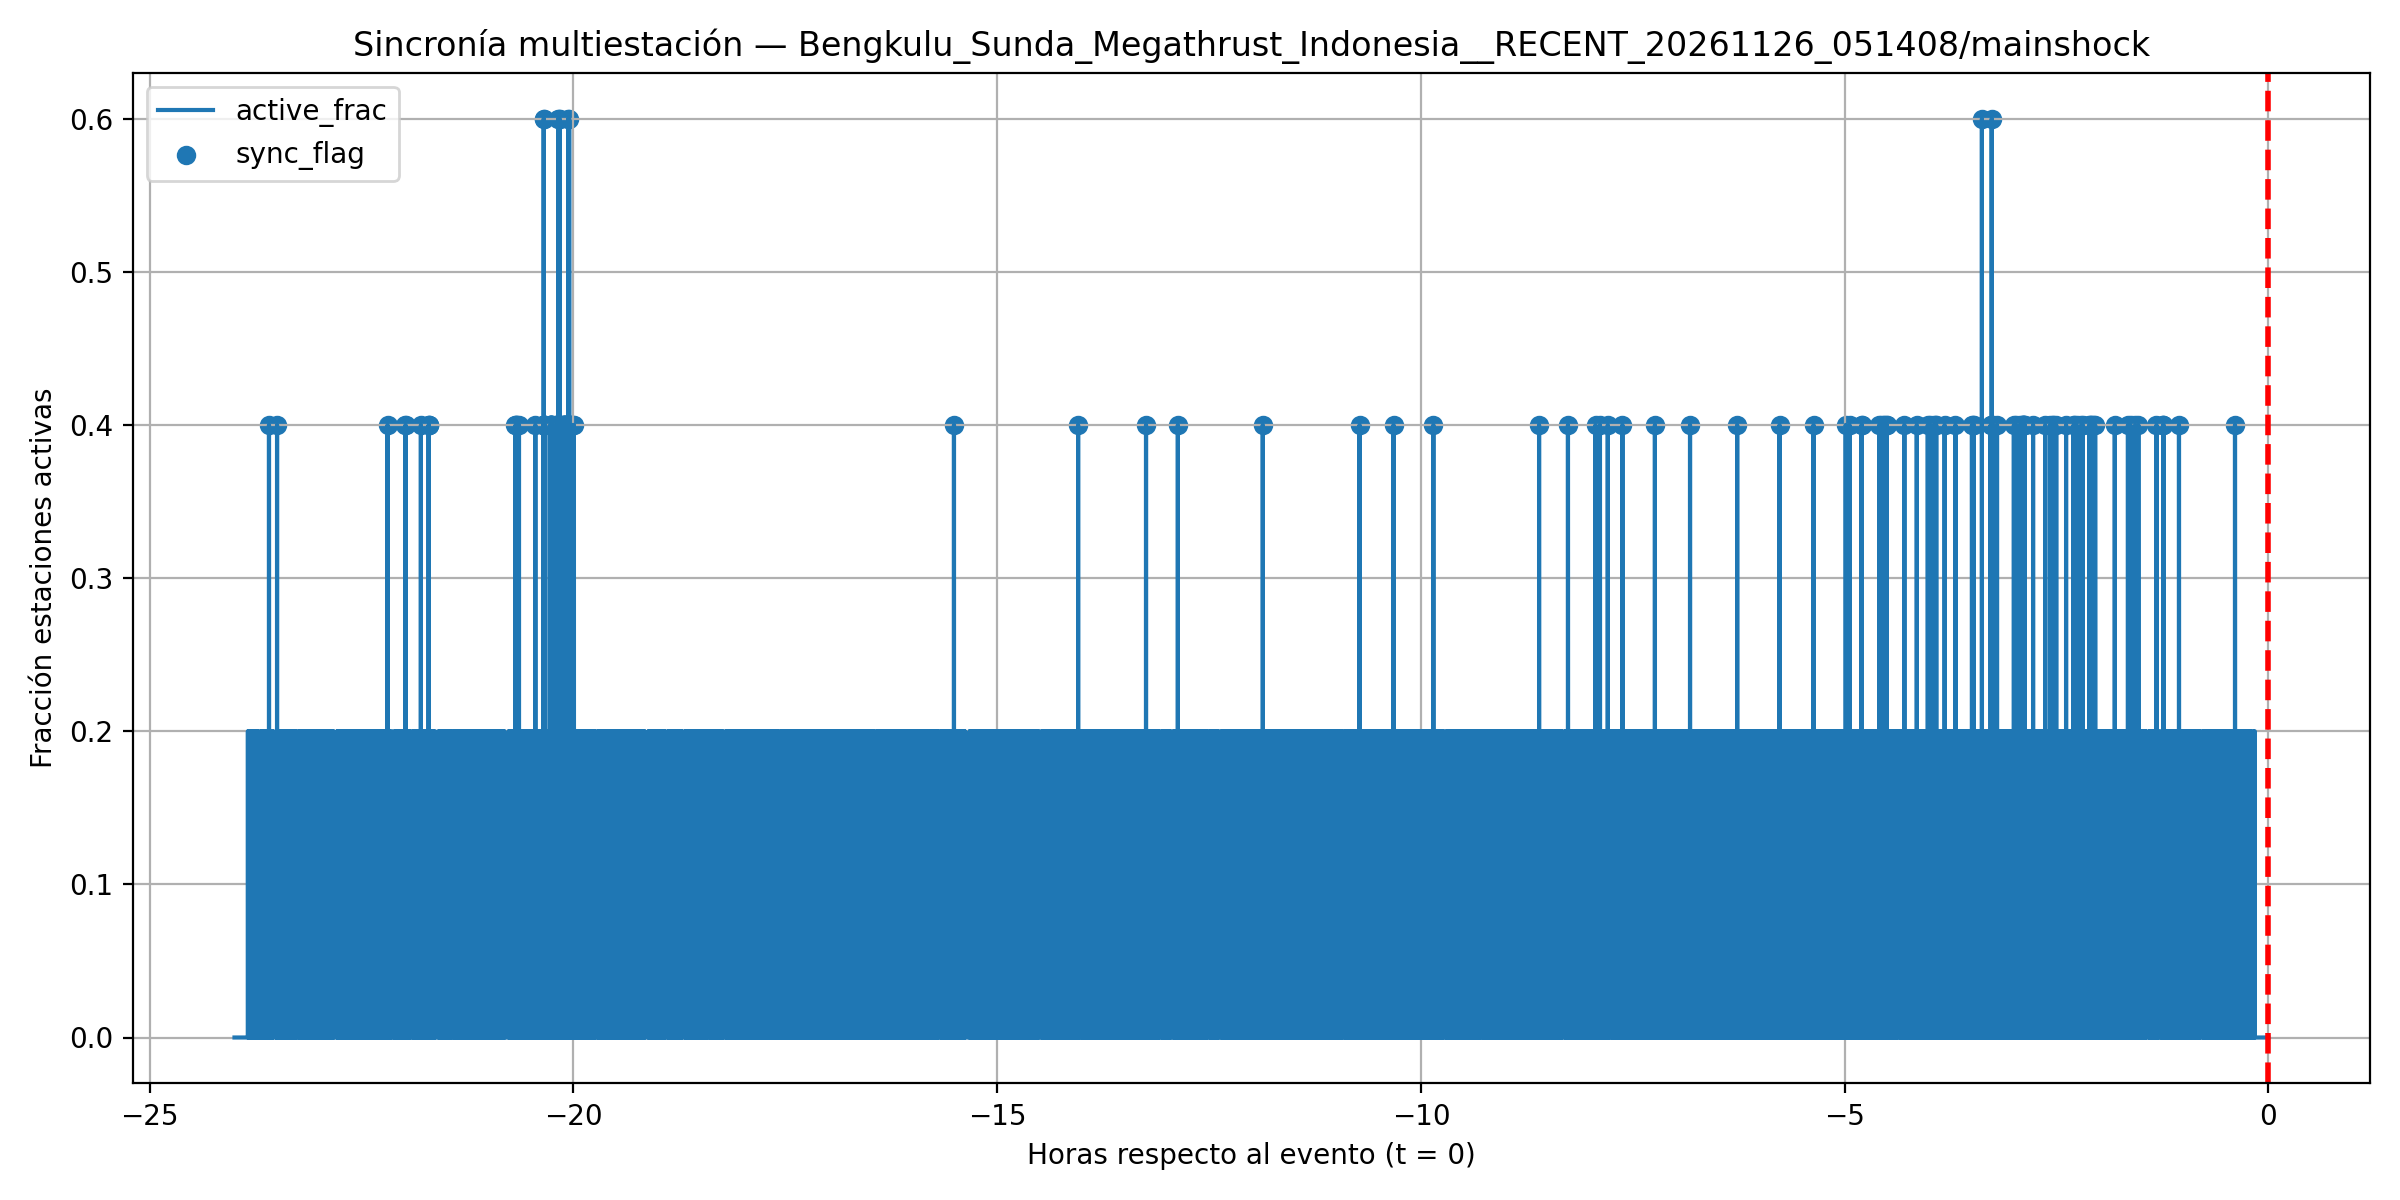 Sincronía multiestación — Bengkulu_Sunda_Megathrust_Indonesia__RECENT_20261126_051408/mainshock
active_frac
sync_flag
Fracción estaciones activas
0.6
0.5
0.4
0.3
0.2
0.1
0.0
−25
−20
−15
−10
−5
0
Horas respecto al evento (t = 0)